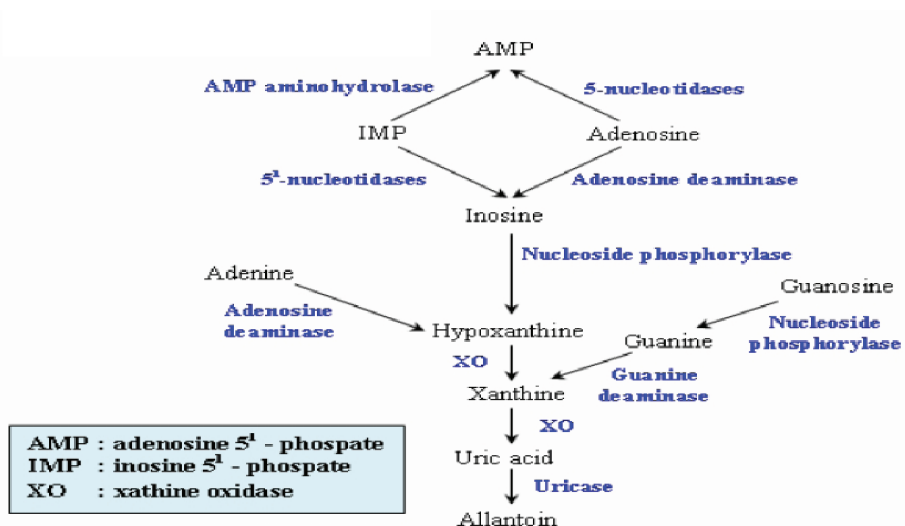 AMP
AMP aminohydrolase
5-nucleotidases
IMP
Adenosine
5¹-nucleotidases
Adenosine deaminase
Inosine
Nucleoside phosphorylase
Adenine
Guanosine
Adenosine
deaminase
Hypoxanthine
Nucleoside
phosphorylase
Guanine
XO
Guanine
deaminase
Xanthine
XO
Uric acid
Uricase
Allantoin
AMP : adenosine 5¹ - phospate
IMP : inosine 5¹ - phospate
XO : xathine oxidase